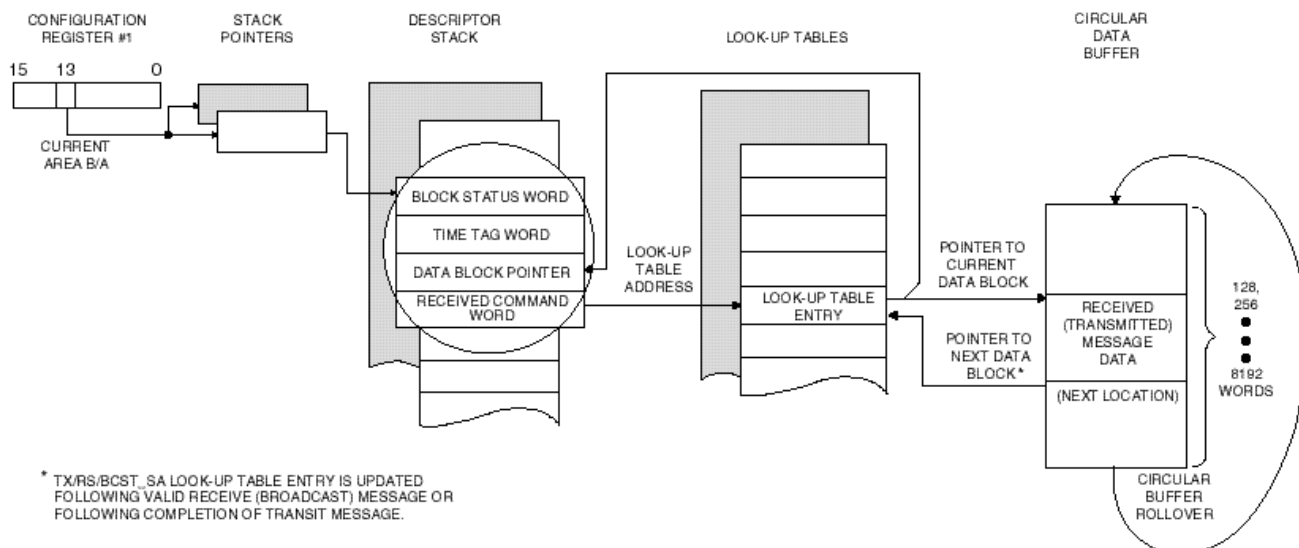 CONFIGURATION
REGISTER #1
STACK
POINTERS
DESCRIPTOR
STACK
LOOK-UP TABLES
CIRCULAR
DATA
BUFFER
15 13 0
CURRENT
AREA B/A
BLOCK STATUS WORD
TIME TAG WORD
DATA BLOCK POINTER
RECEIVED COMMAND
WORD
LOOK-UP
TABLE
ADDRESS
LOOK-UP TABLE
ENTRY
POINTER TO
CURRENT
DATA BLOCK
POINTER TO
NEXT DATA
BLOCK*
RECEIVED
(TRANSMITTED)
MESSAGE
DATA
(NEXT LOCATION)
128,
256
8192
WORDS
CIRCULAR
BUFFER
ROLLOVER
* TX/RS/BCST_SA LOOK-UP TABLE ENTRY IS UPDATED
FOLLOWING VALID RECEIVE (BROADCAST) MESSAGE OR
FOLLOWING COMPLETION OF TRANSIT MESSAGE.